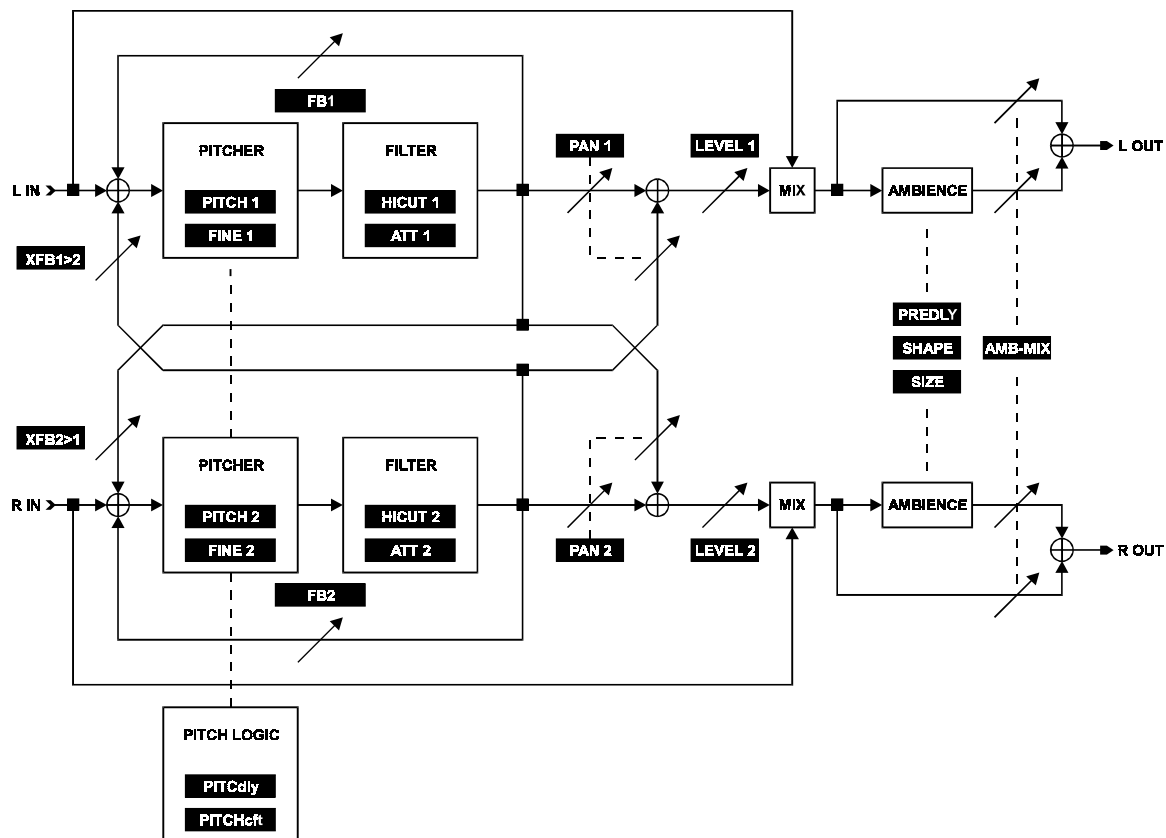 FB1
PITCHER
FILTER
PAN 1
LEVEL 1
L OUT
L IN
PITCH 1
HICUT 1
MIX
AMBIENCE
FINE 1
ATT 1
XFB1>2
PREDLY
SHAPE
AMB-MIX
SIZE
XFB2>1
PITCHER
FILTER
R IN
PITCH 2
HICUT 2
MIX
AMBIENCE
FINE 2
ATT 2
PAN 2
LEVEL 2
R OUT
FB2
PITCH LOGIC
PITCdly
PITCHcft